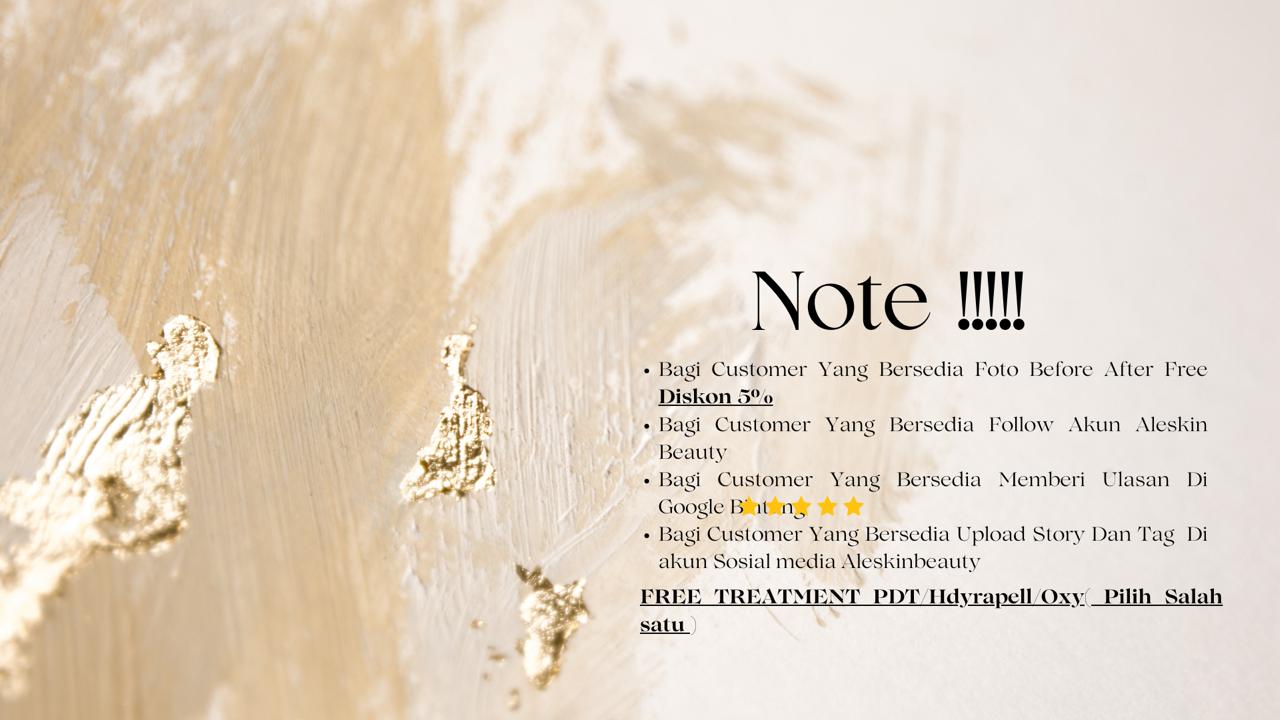 Note !!!!!
• Bagi Customer Yang Bersedia Foto Before After Free
Diskon 5%
• Bagi Customer Yang Bersedia Follow Akun Aleskin
Beauty
• Bagi Customer Yang Bersedia Memberi Ulasan Di
Google Bintang ⭐⭐⭐⭐⭐
• Bagi Customer Yang Bersedia Upload Story Dan Tag Di
akun Sosial media Aleskinbeauty
FREE TREATMENT PDT/Hdyrapell/Oxy( Pilih Salah
satu )